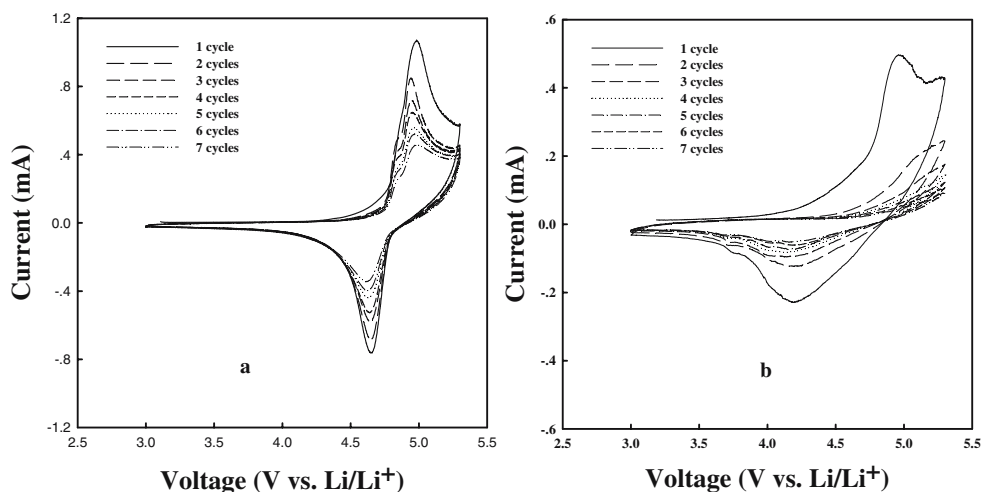 1.2
.8
.4
0.0
-.4
-.8
-1.2
Current (mA)
1 cycle
2 cycles
3 cycles
4 cycles
5 cycles
6 cycles
7 cycles
a
2.5 3.0 3.5 4.0 4.5 5.0 5.5
Voltage (V vs. Li/Li+)
.6
.4
.2
0.0
-.2
-.4
-.6
Current (mA)
1 cycle
2 cycles
3 cycles
4 cycles
5 cycles
6 cycles
7 cycles
b
2.5 3.0 3.5 4.0 4.5 5.0 5.5
Voltage (V vs. Li/Li+)